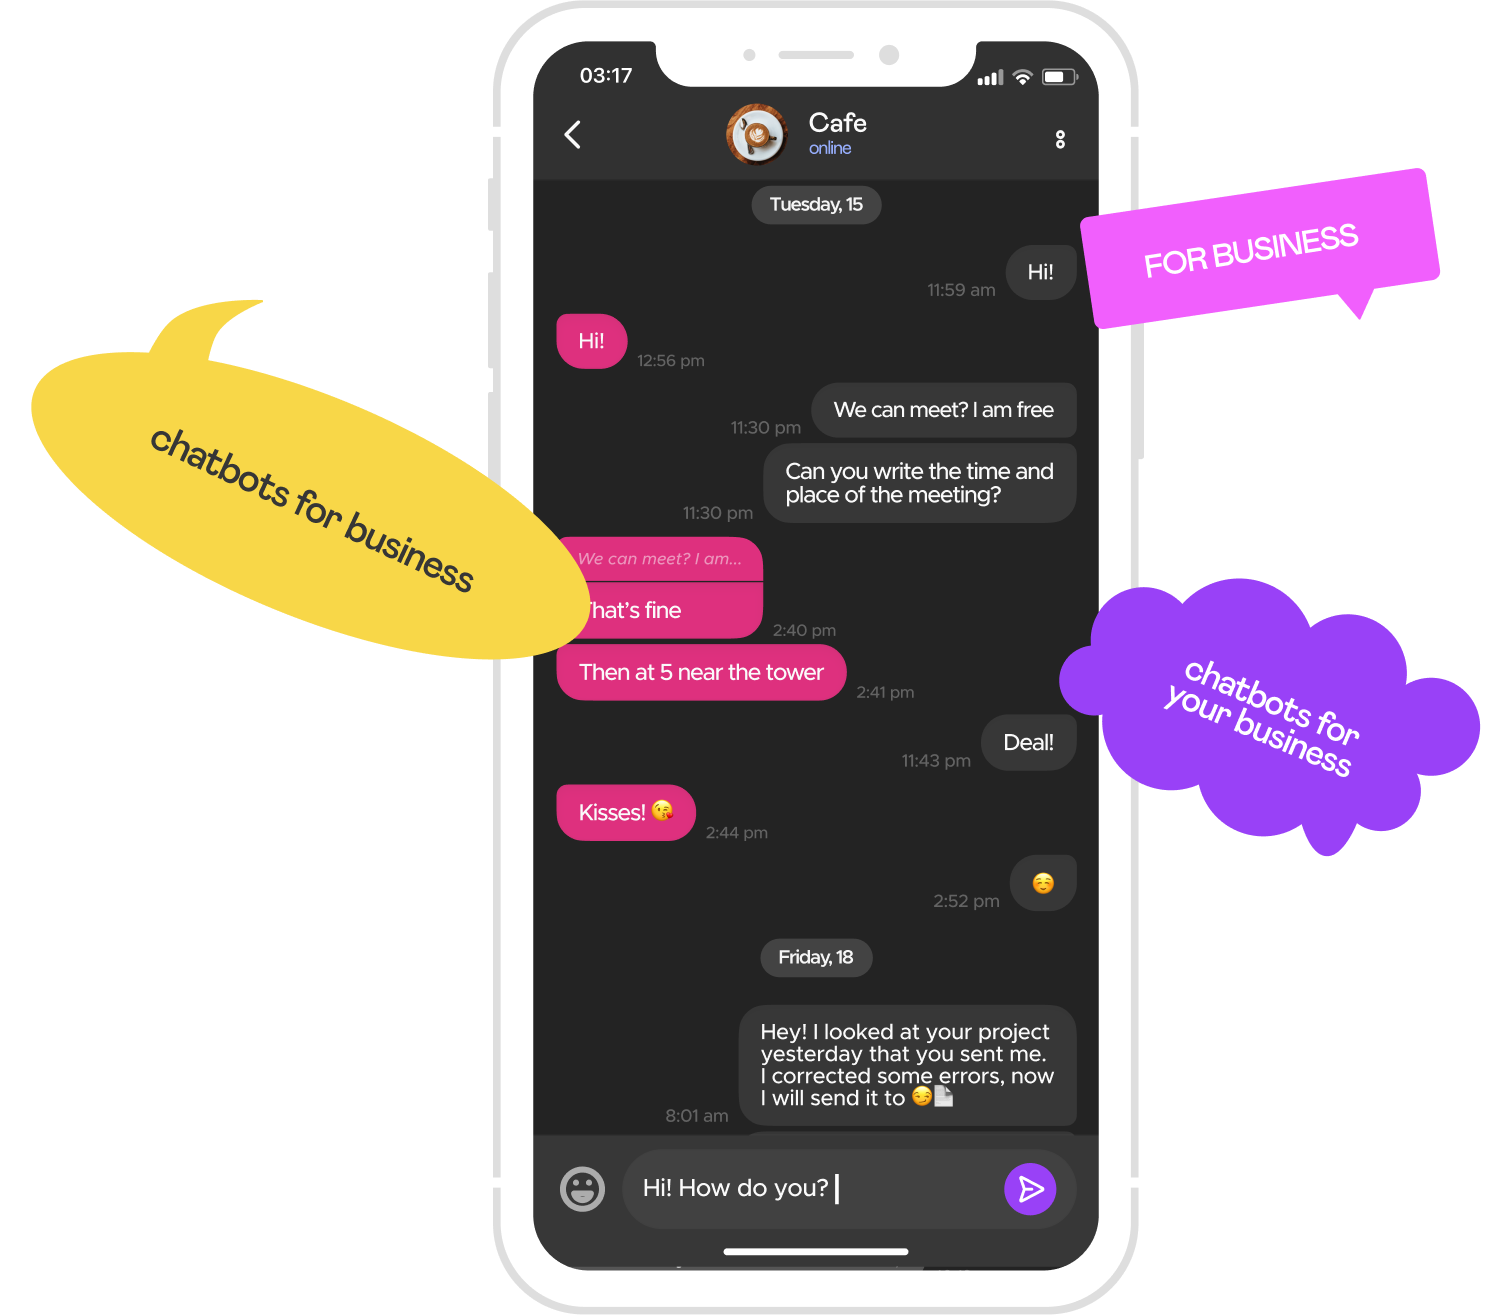 03:17
Cafe
online
Tuesday, 15
Hi!
11:59 am
FOR BUSINESS
Hi!
12:56 pm
We can meet? I am free
11:30 pm
Can you write the time and
place of the meeting?
11:30 pm
chatbots for business
We can meet? I am...
That's fine
2:40 pm
Then at 5 near the tower
2:41 pm
chatbots for
your business
Deal!
11:43 pm
Kisses! 😘
2:44 pm
☺️
2:52 pm
Friday, 18
Hey! I looked at your project
yesterday that you sent me.
I corrected some errors, now
I will send it to 😏📄
8:01 am
Hi! How do you?